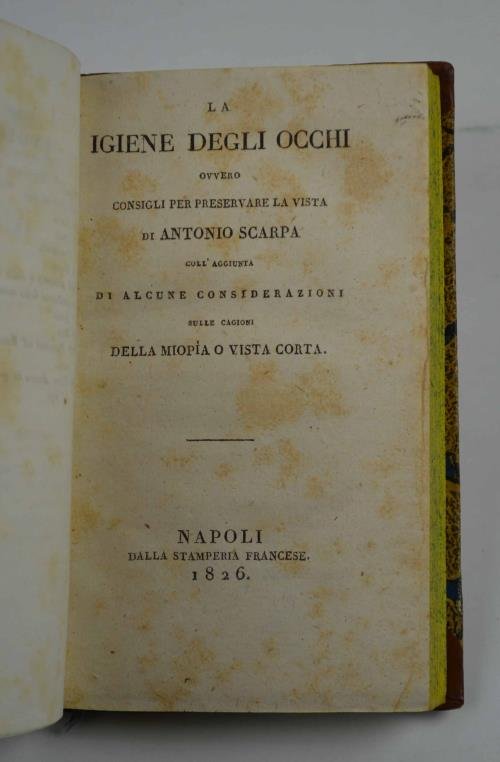 LA
IGIENE DEGLI OCCHI
OVVERO
CONSIGLI PER PRESERVARE LA VISTA
DI ANTONIO SCARPA
COLL' AGGIUNTA
DI ALCUNE CONSIDERAZIONI
SULLE CAGIONI
DELLA MIOPÌA O VISTA CORTA.
NAPOLI
DALLA STAMPERIA FRANCESE.
1826.